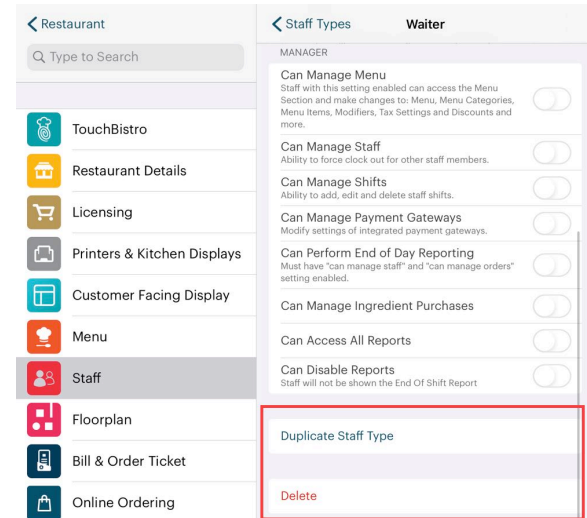 Restaurant
Type to Search
TouchBistro
Restaurant Details
Licensing
Printers & Kitchen Displays
Customer Facing Display
Menu
Staff
Floorplan
Bill & Order Ticket
Online Ordering
Staff Types
Waiter
MANAGER
Can Manage Menu
Staff with this setting enabled can access the Menu
Section and make changes to: Menu, Menu Categories,
Menu Items, Modifiers, Tax Settings and Discounts and
more.
Can Manage Staff
Ability to force clock out for other staff members.
Can Manage Shifts
Ability to add, edit and delete staff shifts.
Can Manage Payment Gateways
Modify settings of integrated payment gateways.
Can Perform End of Day Reporting
Must have "can manage staff" and "can manage orders"
setting enabled.
Can Manage Ingredient Purchases
Can Access All Reports
Can Disable Reports
Staff will not be shown the End Of Shift Report
Duplicate Staff Type
Delete